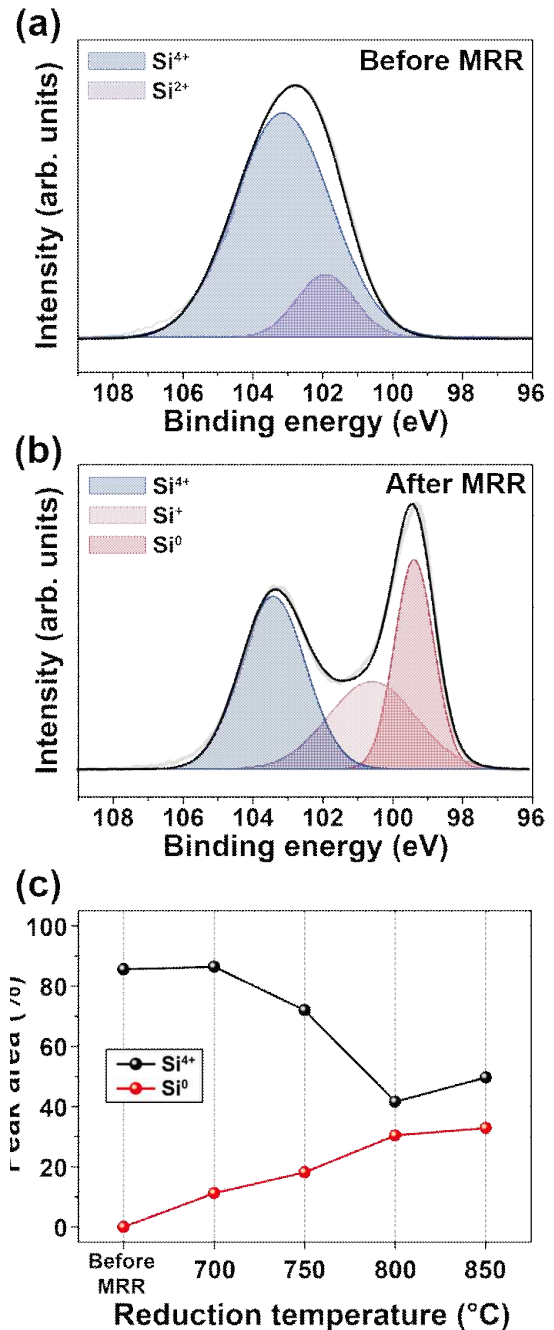 (a)
Si⁴⁺
Si²⁺
Before MRR
Intensity (arb. units)
108 106 104 102 100 98 96
Binding energy (eV)
(b)
Si⁴⁺
Si⁺
Si⁰
After MRR
Intensity (arb. units)
108 106 104 102 100 98 96
Binding energy (eV)
(c)
100
80
60
40
20
0
Peak area (%)
Si⁴⁺
Si⁰
Before
MRR
700 750 800 850
Reduction temperature (°C)